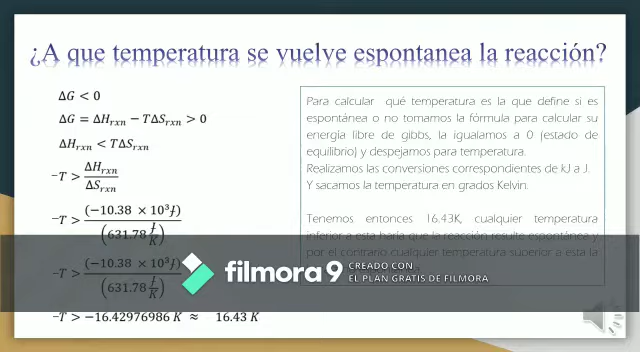 ¿A que temperatura se vuelve espontanea la reacción?
ΔG < 0
ΔG = ΔH_rxn − TΔS_rxn > 0
ΔH_rxn < TΔS_rxn
−T > ΔH_rxn / ΔS_rxn
−T > (−10.38 × 10³J) / (631.78 J/K)
−T > (−10.38 × 10³J) / (631.78 J/K)
−T > −16.42976986 K ≈ 16.43 K
Para calcular qué temperatura es la que define si es
espontánea o no tomamos la fórmula para calcular su
energía libre de gibbs, la igualamos a 0 (estado de
equilibrio) y despejamos para temperatura.
Realizamos las conversiones correspondientes de kJ a J.
Y sacamos la temperatura en grados Kelvin.
Tenemos entonces 16.43K, cualquier temperatura
inferior a esta haría que la reacción resulte espontánea y
por el contrario cualquier temperatura superior a esta la
filmora 9
CREADO CON
EL PLAN GRATIS DE FILMORA